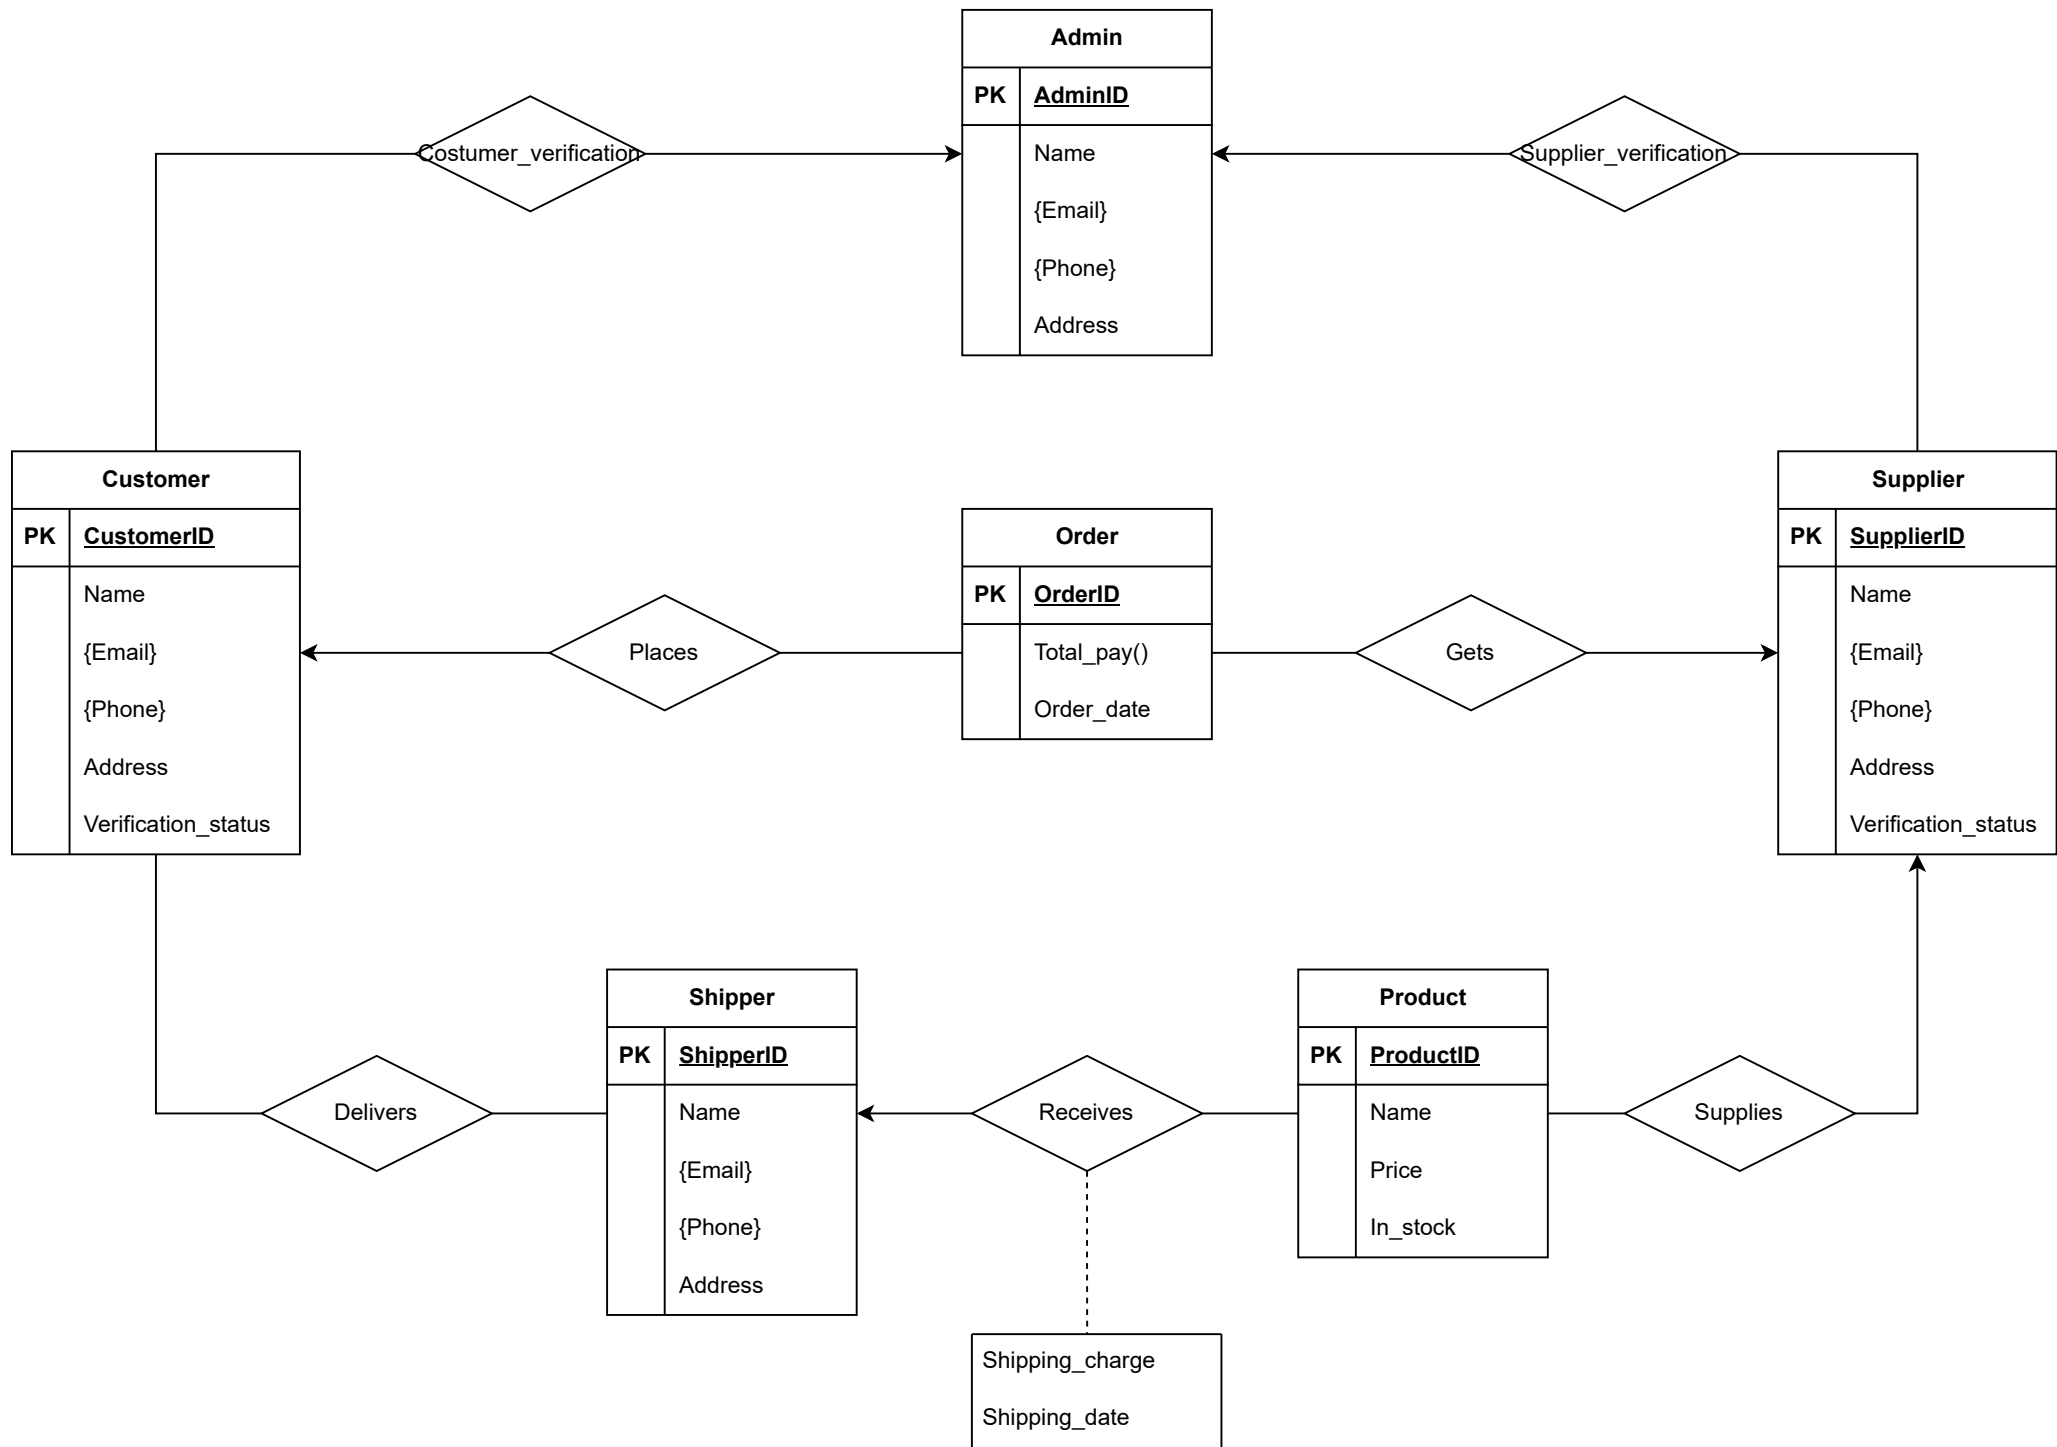 Admin
PK AdminID
Name
{Email}
{Phone}
Address
Costumer_verification
Supplier_verification
Customer
PK CustomerID
Name
{Email}
{Phone}
Address
Verification_status
Places
Order
PK OrderID
Total_pay()
Order_date
Gets
Supplier
PK SupplierID
Name
{Email}
{Phone}
Address
Verification_status
Delivers
Shipper
PK ShipperID
Name
{Email}
{Phone}
Address
Receives
Product
PK ProductID
Name
Price
In_stock
Supplies
Shipping_charge
Shipping_date